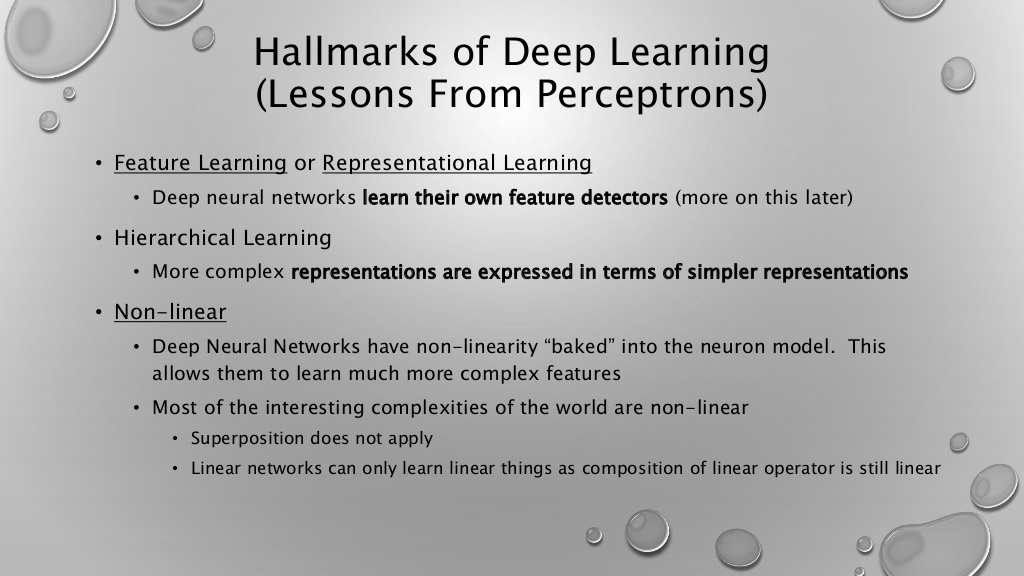 Hallmarks of Deep Learning
(Lessons From Perceptrons)
• Feature Learning or Representational Learning
• Deep neural networks learn their own feature detectors (more on this later)
• Hierarchical Learning
• More complex representations are expressed in terms of simpler representations
• Non-linear
• Deep Neural Networks have non-linearity “baked” into the neuron model.  This
allows them to learn much more complex features
• Most of the interesting complexities of the world are non-linear
• Superposition does not apply
• Linear networks can only learn linear things as composition of linear operator is still linear